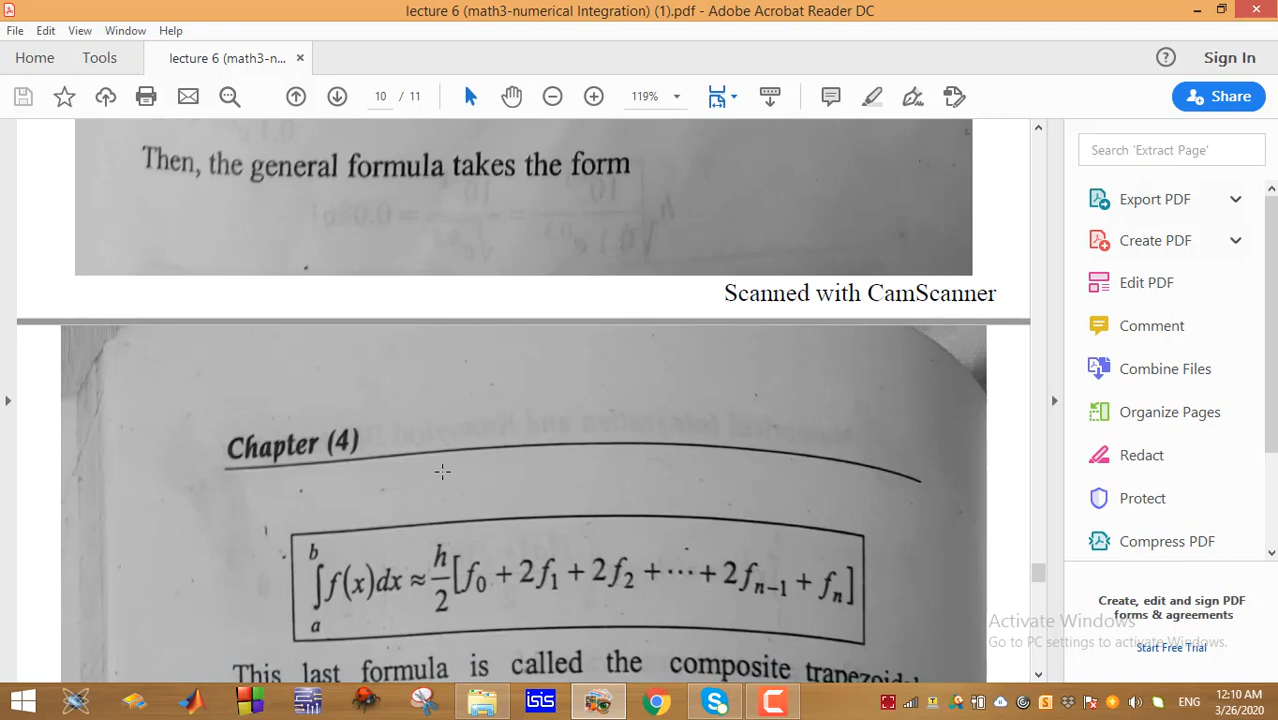 lecture 6 (math3-numerical Integration) (1).pdf - Adobe Acrobat Reader DC
File Edit View Window Help
Home Tools lecture 6 (math3-n... × Sign In
10 / 11 119% Share
Then, the general formula takes the form
Scanned with CamScanner
Chapter (4)
∫_a^b f(x)dx ≈ h/2 [f₀ + 2f₁ + 2f₂ + ⋯ + 2fₙ₋₁ + fₙ]
This last formula is called the composite trapezoidal
Search 'Extract Page'
Export PDF
Create PDF
Edit PDF
Comment
Combine Files
Organize Pages
Redact
Protect
Compress PDF
Create, edit and sign PDF
forms & agreements
Start Free Trial
Activate Windows
Go to PC settings to activate Windows.
isis
ENG
12:10 AM
3/26/2020